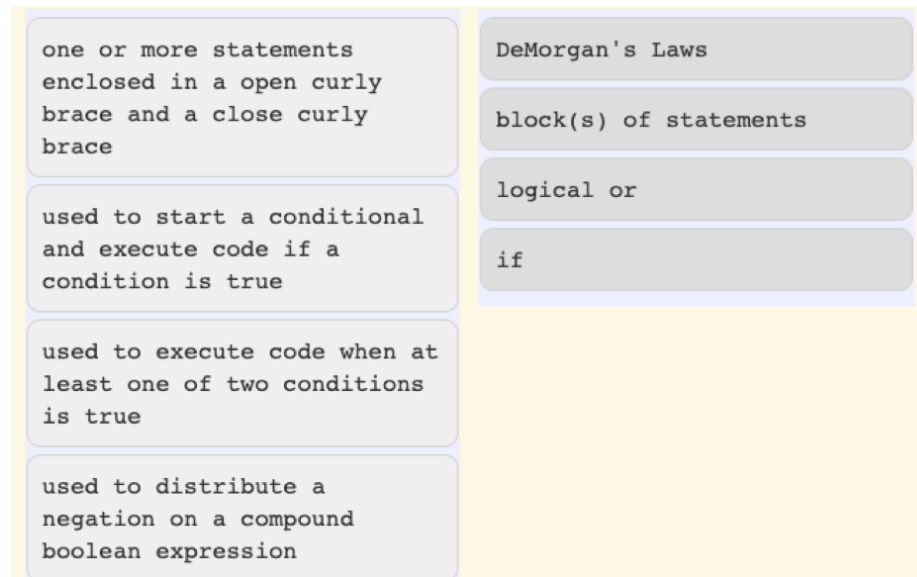 one or more statements
enclosed in a open curly
brace and a close curly
brace
used to start a conditional
and execute code if a
condition is true
used to execute code when at
least one of two conditions
is true
used to distribute a
negation on a compound
boolean expression
DeMorgan's Laws
block(s) of statements
logical or
if